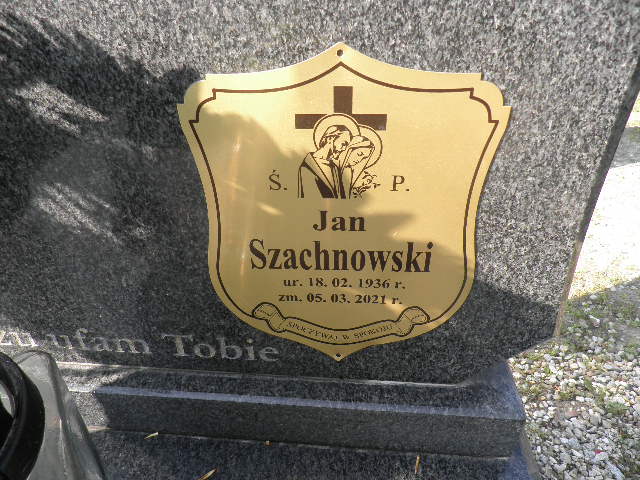 Ś. P.
Jan
Szachnowski
ur. 18. 02. 1936 r.
zm. 05. 03. 2021 r.
SPOCZYWAJ W SPOKOJU
ufam Tobie